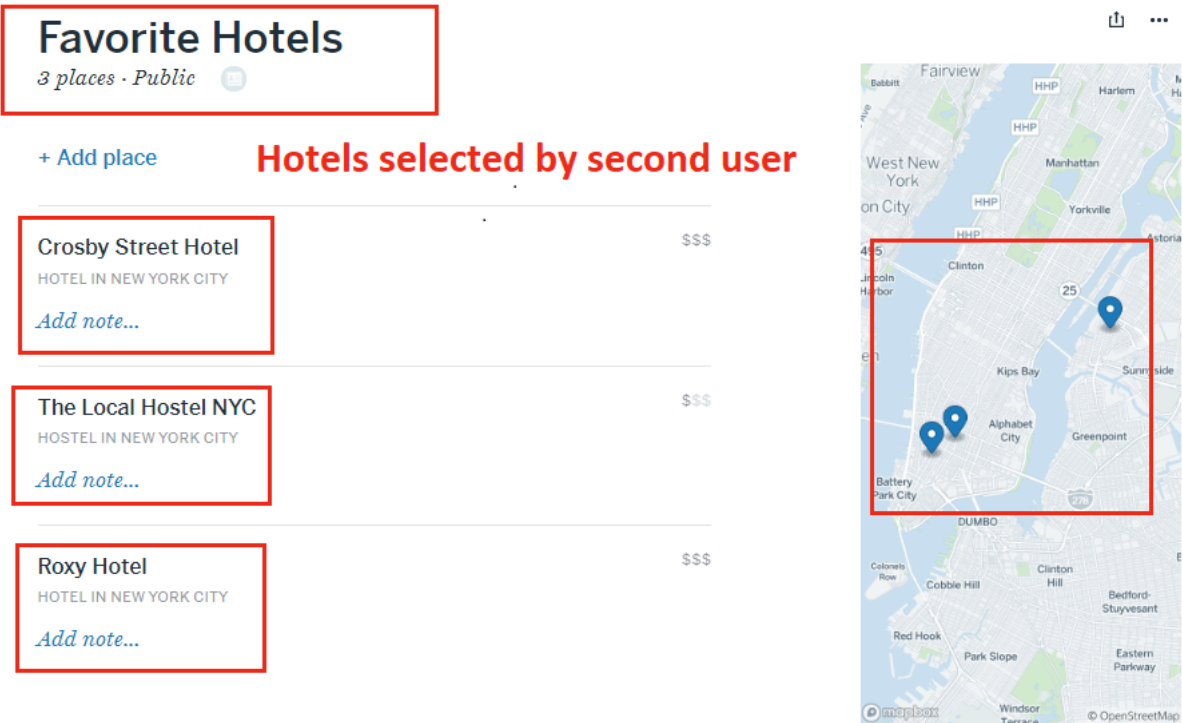 Favorite Hotels
3 places · Public
+ Add place
Hotels selected by second user
Crosby Street Hotel
$$$
HOTEL IN NEW YORK CITY
Add note...
The Local Hostel NYC
$$$
HOSTEL IN NEW YORK CITY
Add note...
Roxy Hotel
$$$
HOTEL IN NEW YORK CITY
Add note...
Fairview
Babbitt
HHP
Harlem
HHP
West New
York
Manhattan
on City
HHP
Yorkville
HHP
Astoria
495
Lincoln
Harbor
Clinton
25
Kips Bay
Sunnyside
Alphabet
City
Greenpoint
Battery
Park City
278
DUMBO
Colonels
Row
Cobble Hill
Clinton
Hill
Bedford-
Stuyvesant
Red Hook
Park Slope
Eastern
Parkway
Windsor
Terrace
mapbox
© OpenStreetMap